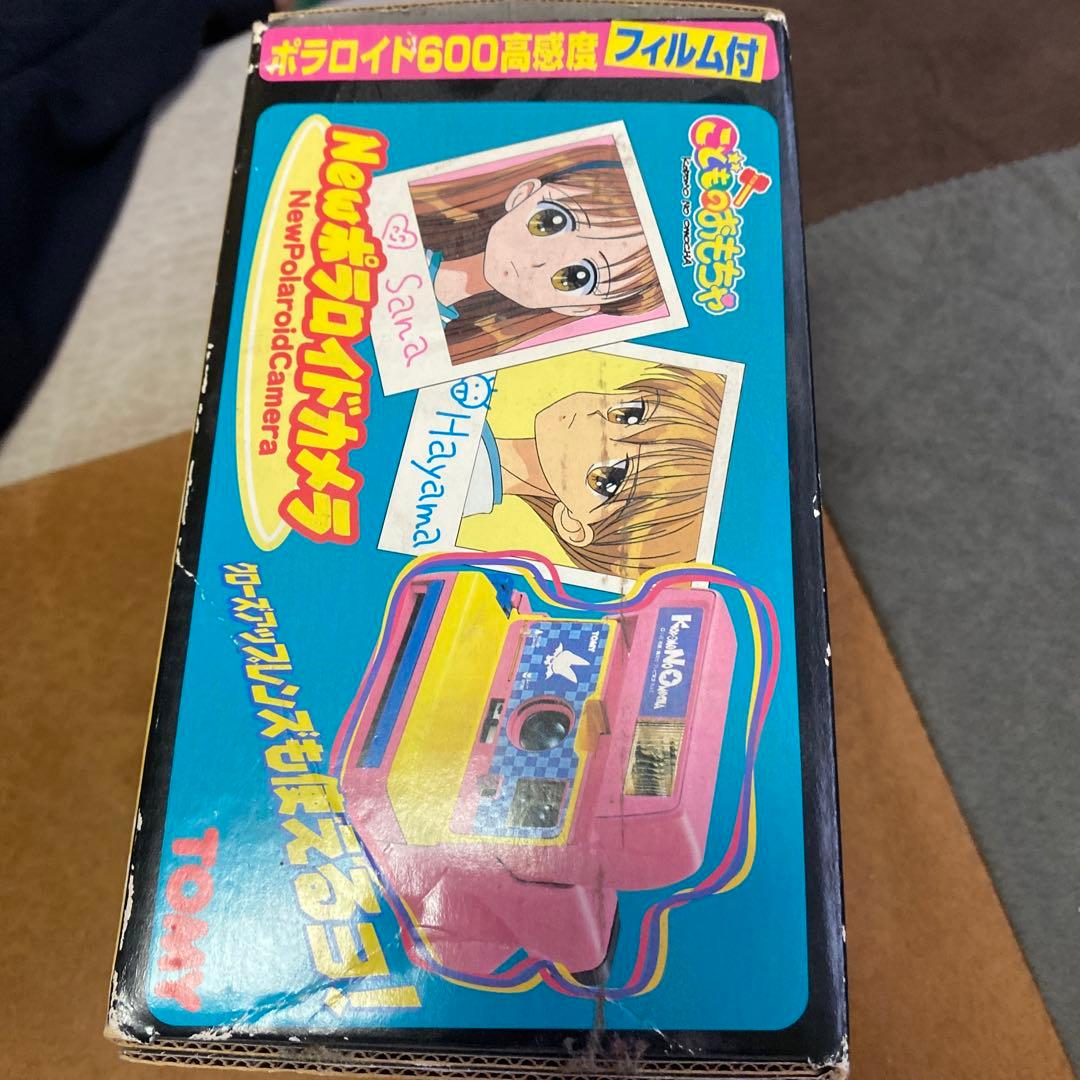 ポラロイド600高感度 フィルム付
こどものおもちゃ
KODOMO NO OMOCHA
Sana
Hayama
Newポラロイドカメラ
NewPolaroidCamera
TOMY
クローズアップレンズも使えるヨ!
TOMY